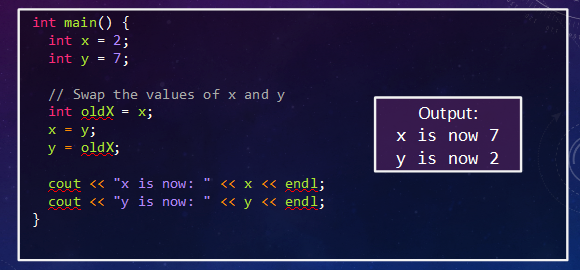 int main() {
int x = 2;
int y = 7;
// Swap the values of x and y
int oldX = x;
x = y;
y = oldX;
cout << "x is now: " << x << endl;
cout << "y is now: " << y << endl;
}
Output:
x is now 7
y is now 2